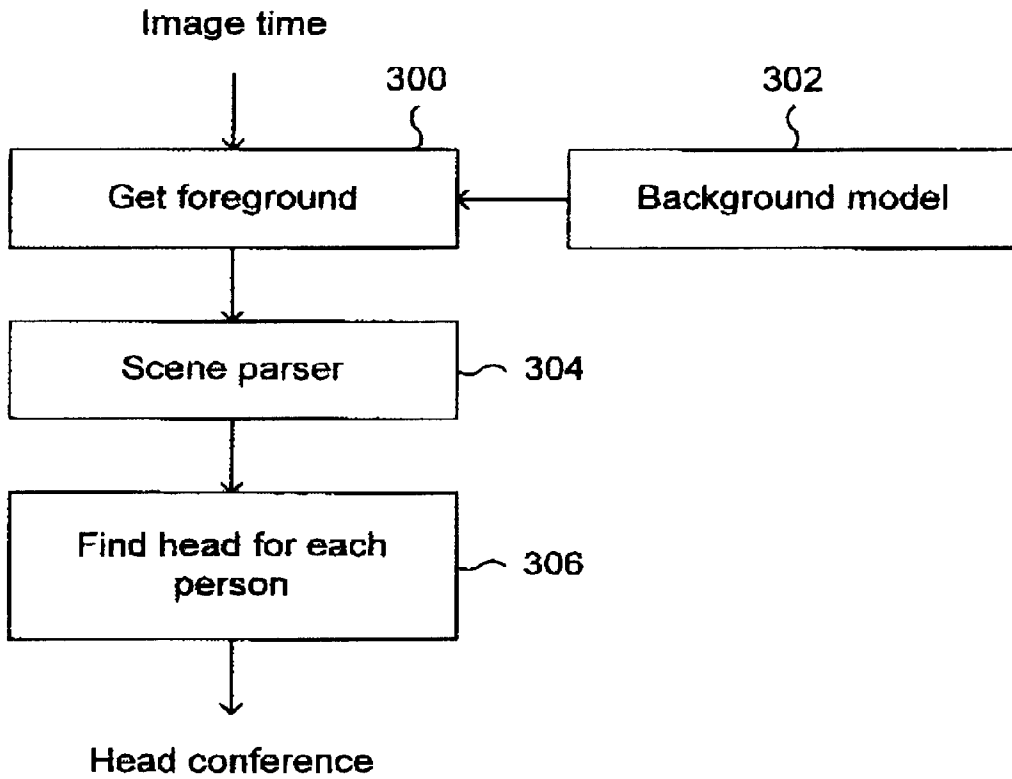 Image time
300
302
Get foreground
Background model
Scene parser
304
Find head for each
person
306
Head conference